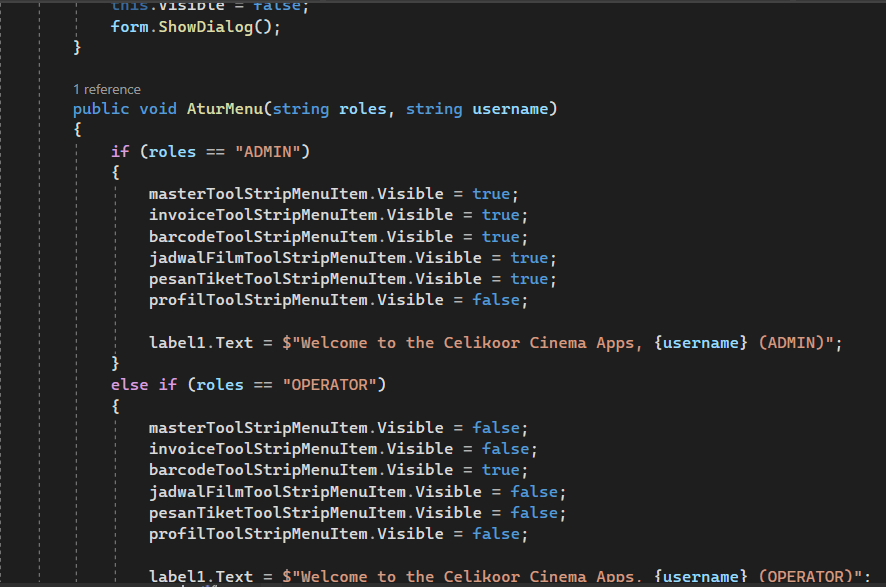 this.Visible = false;
form.ShowDialog();
}
1 reference
public void AturMenu(string roles, string username)
{
if (roles == "ADMIN")
{
masterToolStripMenuItem.Visible = true;
invoiceToolStripMenuItem.Visible = true;
barcodeToolStripMenuItem.Visible = true;
jadwalFilmToolStripMenuItem.Visible = true;
pesanTiketToolStripMenuItem.Visible = true;
profilToolStripMenuItem.Visible = false;
label1.Text = $"Welcome to the Celikoor Cinema Apps, {username} (ADMIN)";
}
else if (roles == "OPERATOR")
{
masterToolStripMenuItem.Visible = false;
invoiceToolStripMenuItem.Visible = false;
barcodeToolStripMenuItem.Visible = true;
jadwalFilmToolStripMenuItem.Visible = false;
pesanTiketToolStripMenuItem.Visible = false;
profilToolStripMenuItem.Visible = false;
label1.Text = $"Welcome to the Celikoor Cinema Apps, {username} (OPERATOR)";